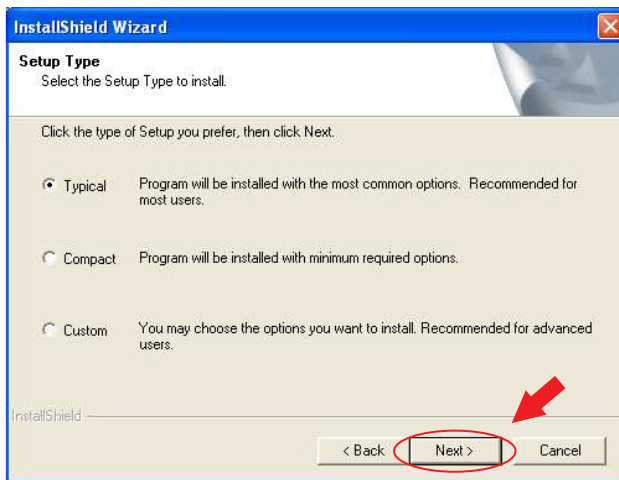 InstallShield Wizard
Setup Type
Select the Setup Type to install.
Click the type of Setup you prefer, then click Next.
Typical
Program will be installed with the most common options. Recommended for
most users.
Compact
Program will be installed with minimum required options.
Custom
You may choose the options you want to install. Recommended for advanced
users.
InstallShield
< Back
Next >
Cancel